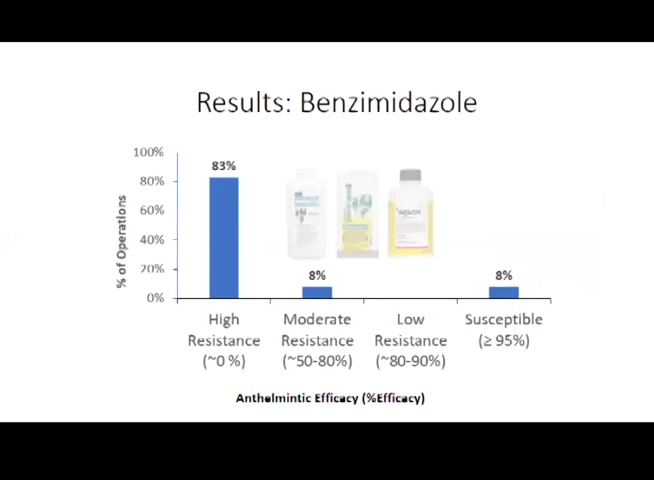 Results: Benzimidazole
100%
80%
60%
40%
20%
0%
% of Operations
83%
8%
8%
High Resistance (~0 %)
Moderate Resistance (~50-80%)
Low Resistance (~80-90%)
Susceptible (≥ 95%)
Anthelmintic Efficacy (%Efficacy)